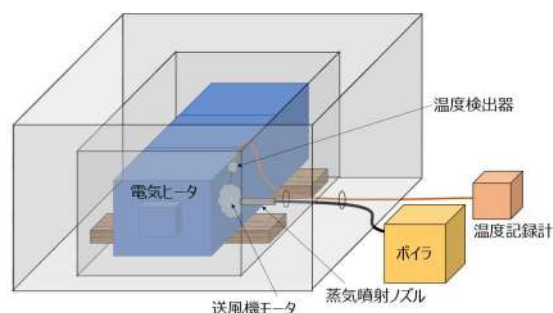 温度検出器
電気ヒータ
温度記録計
ボイラ
蒸気噴射ノズル
送風機モータ